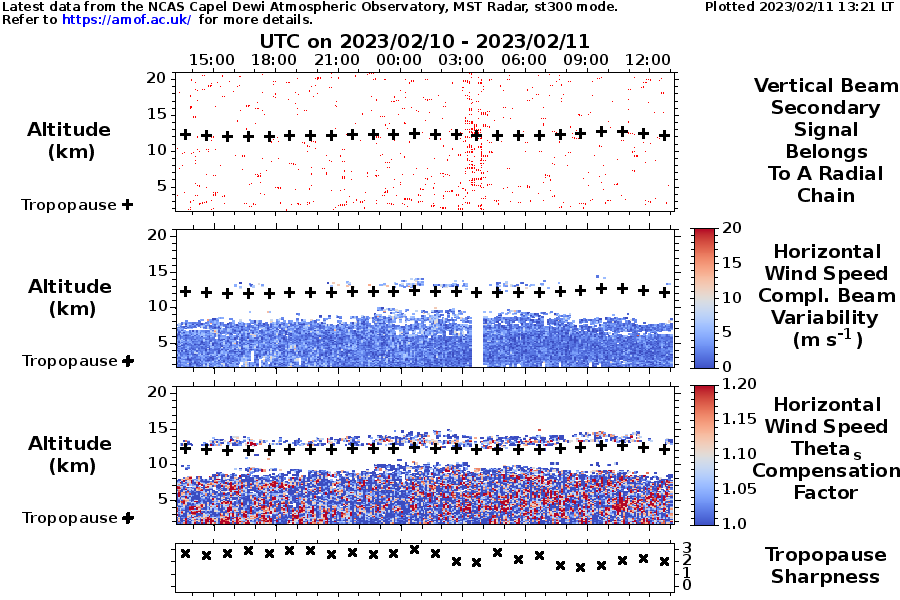 Latest data from the NCAS Capel Dewi Atmospheric Observatory, MST Radar, st300 mode.
Plotted 2023/02/11 13:21 LT
Refer to https://amof.ac.uk/ for more details.
UTC on 2023/02/10 - 2023/02/11
15:00 18:00 21:00 00:00 03:00 06:00 09:00 12:00
20
15
10
5
Altitude
(km)
Tropopause +
Vertical Beam
Secondary
Signal
Belongs
To A Radial
Chain
20
15
10
5
Altitude
(km)
Tropopause +
20
15
10
5
0
Horizontal
Wind Speed
Compl. Beam
Variability
(m s-1)
20
15
10
5
Altitude
(km)
Tropopause +
1.20
1.15
1.10
1.05
1.0
Horizontal
Wind Speed
Theta s
Compensation
Factor
3
2
1
0
Tropopause
Sharpness